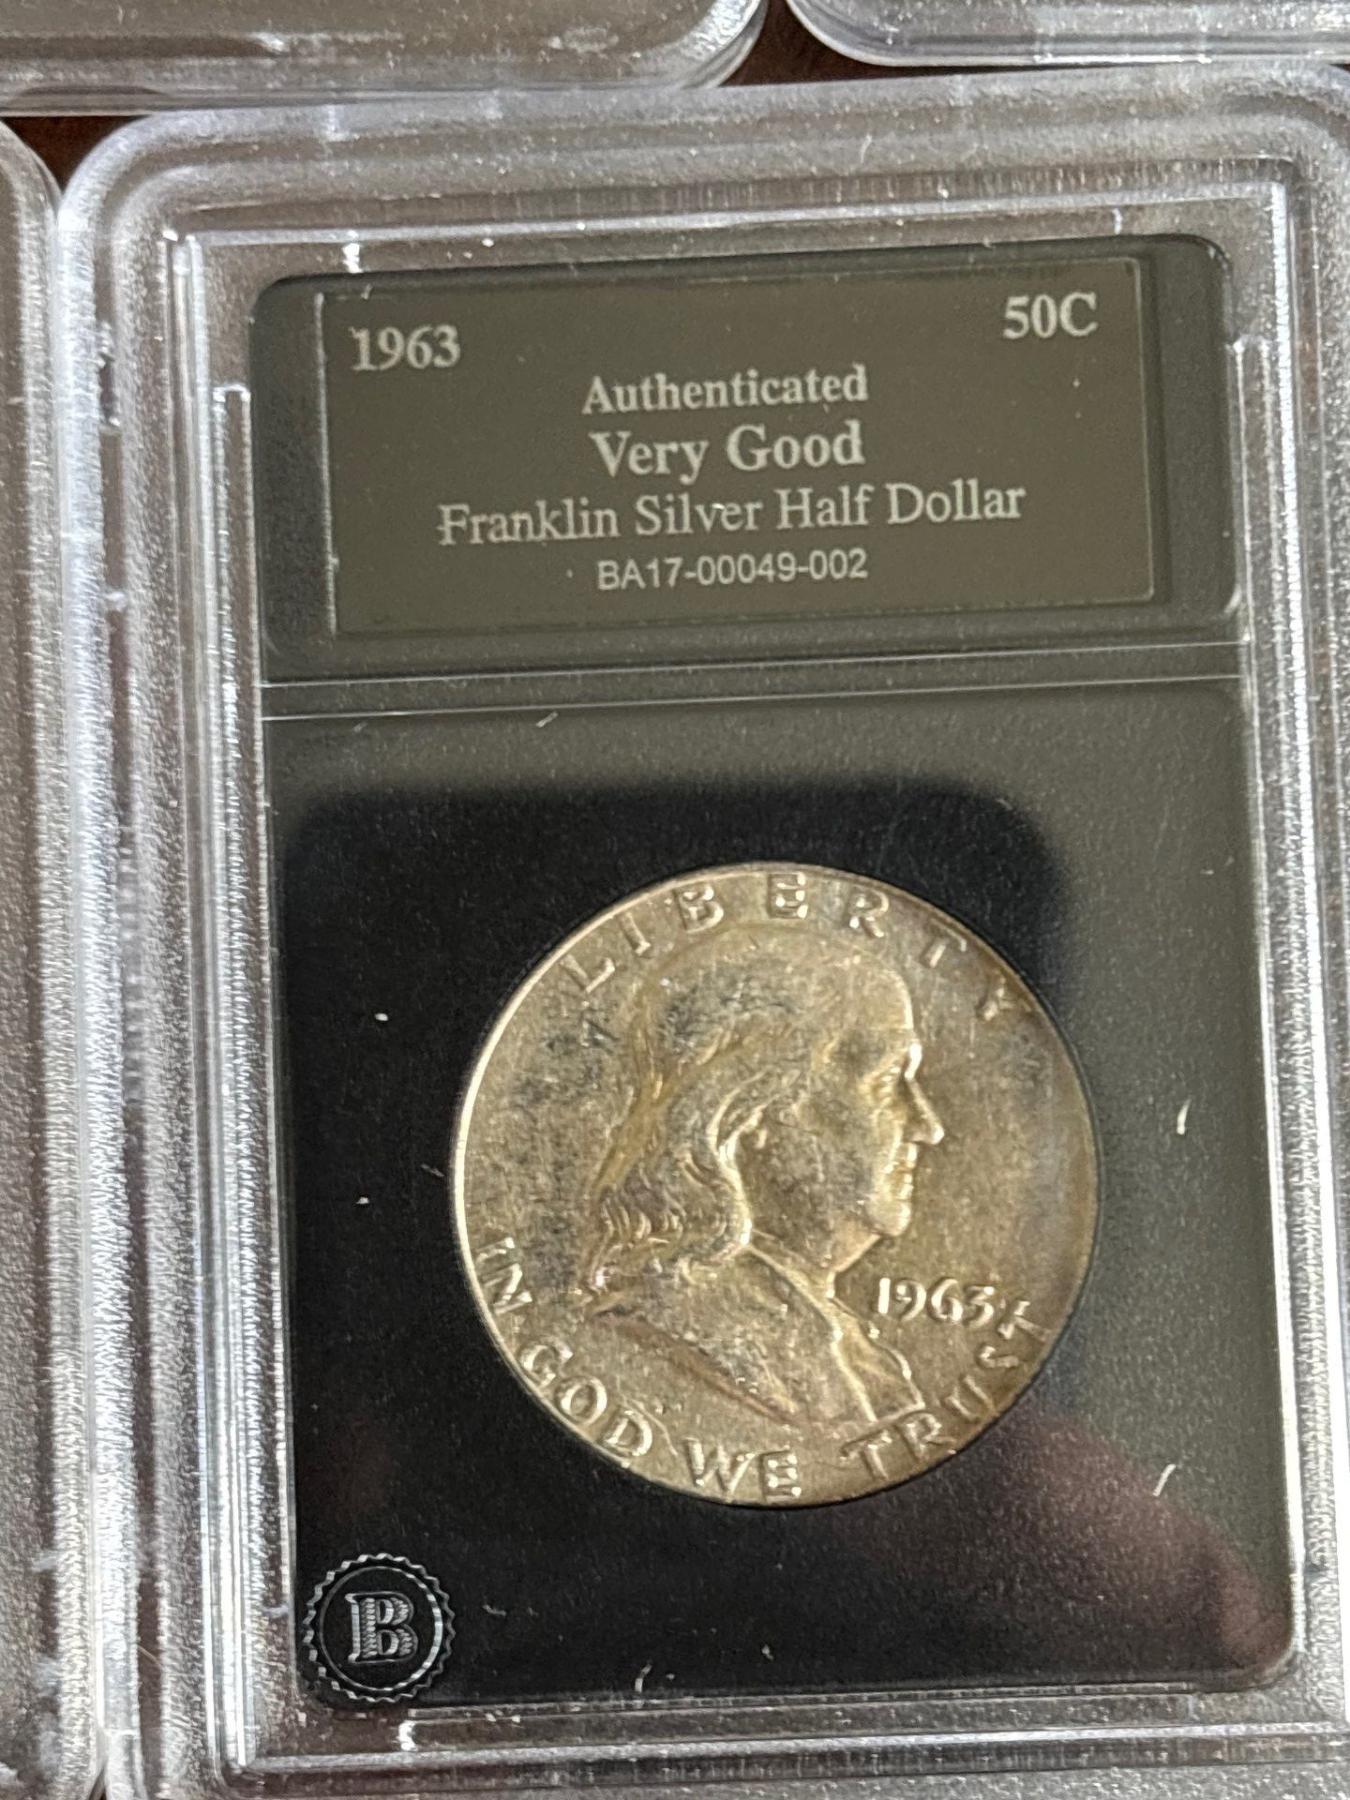 1963 50C
Authenticated
Very Good
Franklin Silver Half Dollar
BA17-00049-002
LIBERTY
1963
IN GOD WE TRUST
B